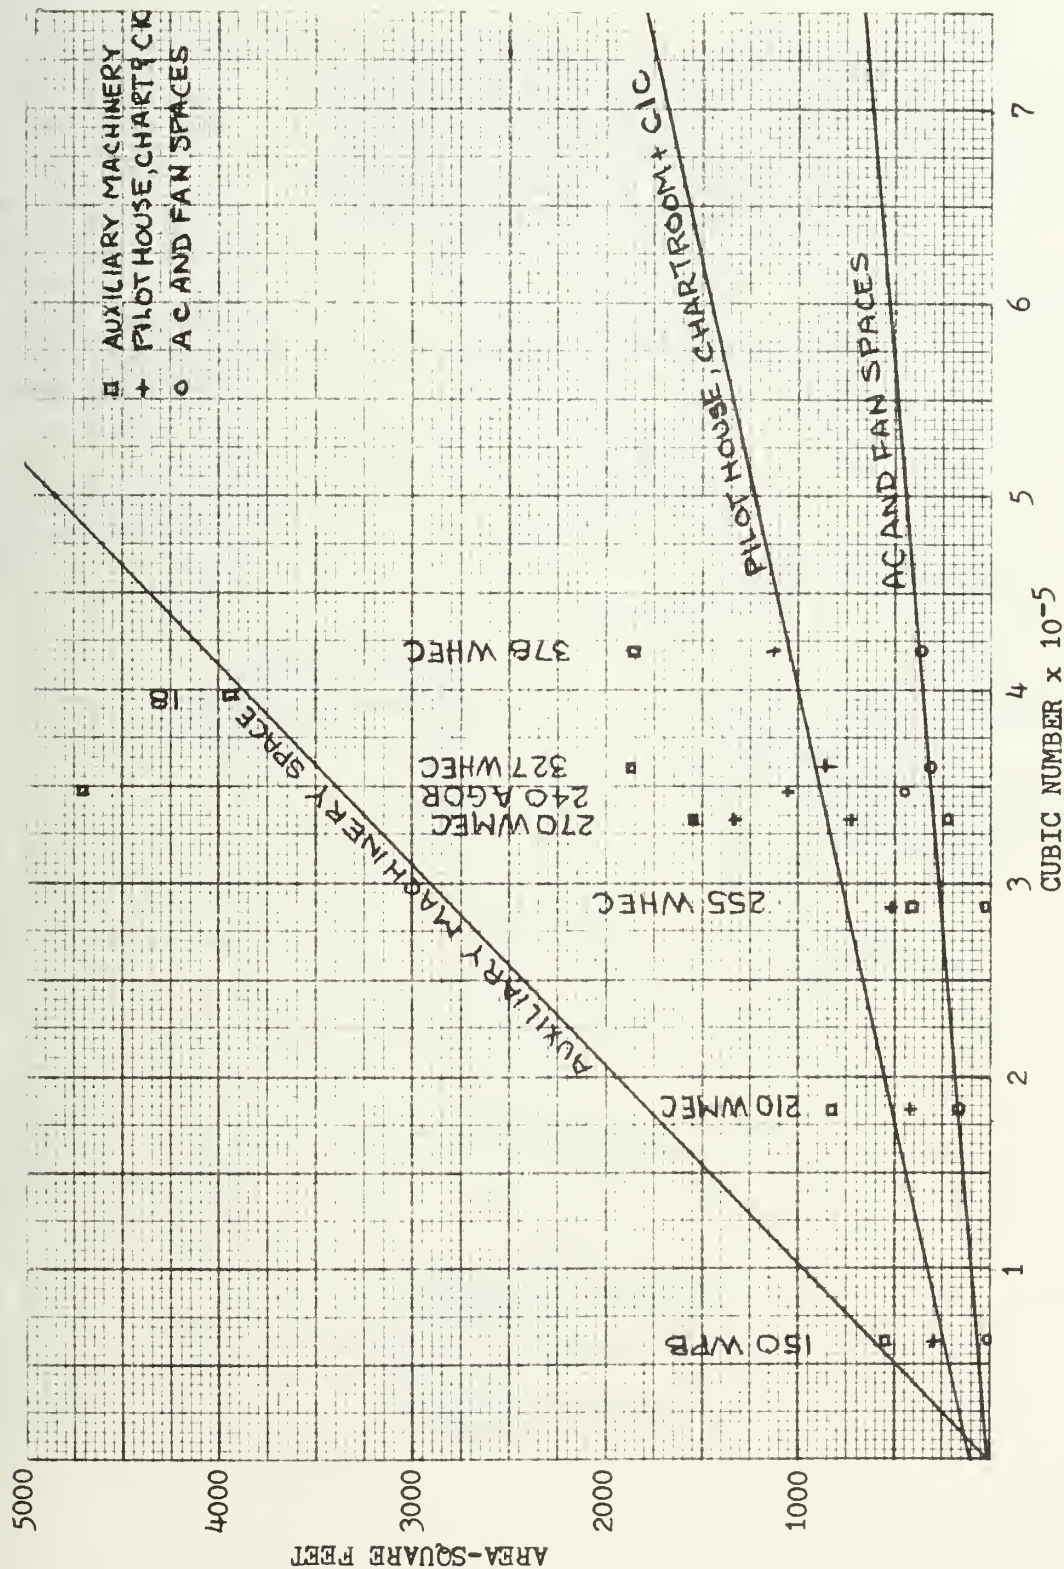 AUXILIARY MACHINERY
PILOT HOUSE, CHART & CIC
AC AND FAN SPACES
5000
4000
3000
2000
1000
AREA-SQUARE FEET
AUXILIARY MACHINERY SPACE
PILOT HOUSE, CHARTROOM + CIC
AC AND FAN SPACES
150 WPB
210 WMEC
255 WHEC
270 WMEC
240 AGOR
327 WHEC
378 WHEC
1
2
3
4
5
6
7
CUBIC NUMBER x 10-5